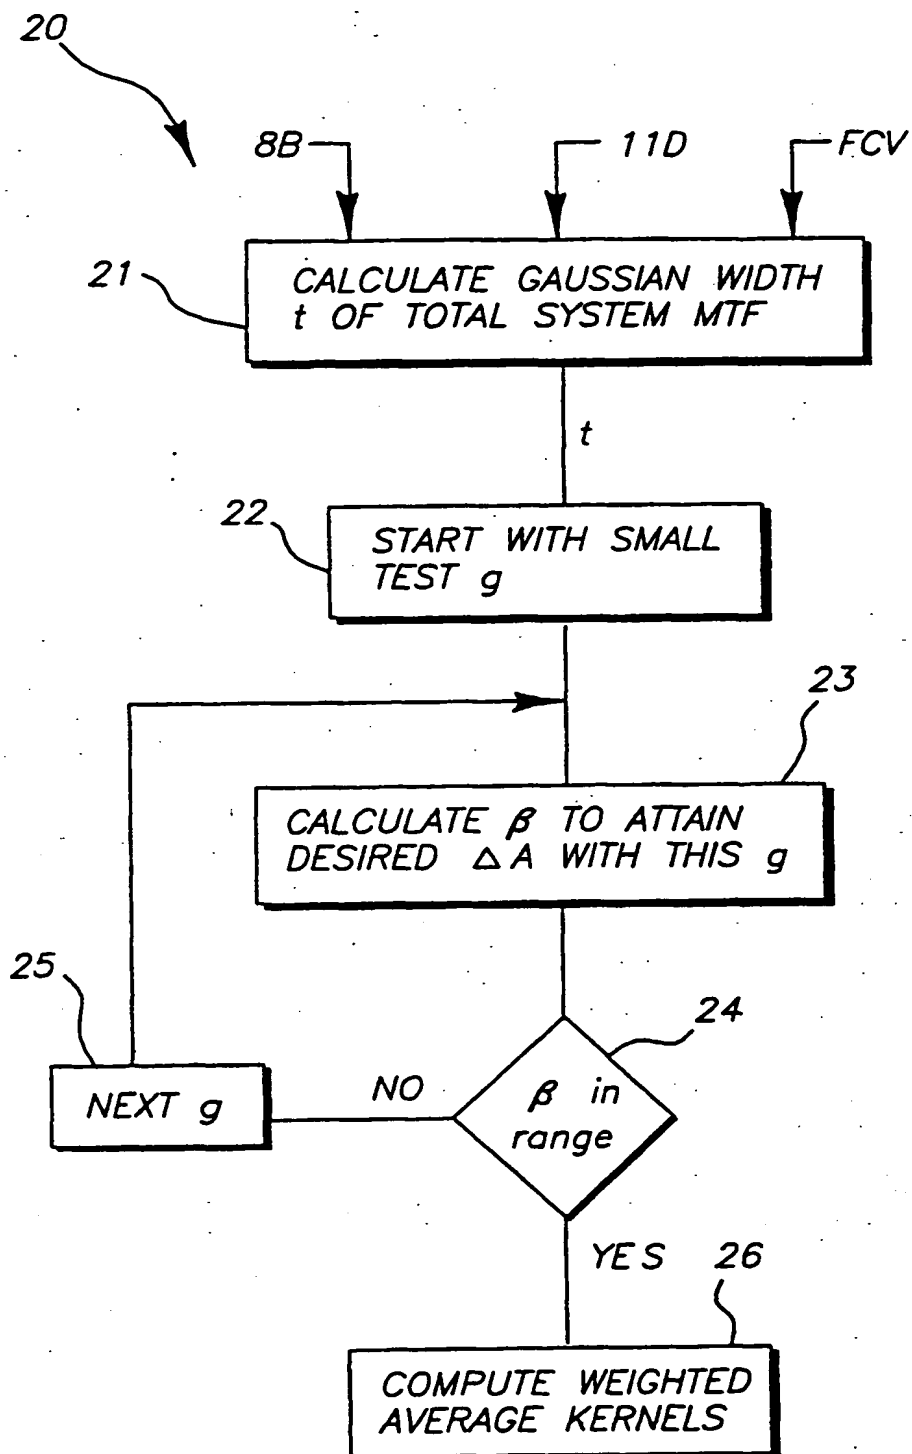 20
8B
11D
FCV
21
CALCULATE GAUSSIAN WIDTH
t OF TOTAL SYSTEM MTF
t
22
START WITH SMALL
TEST g
23
CALCULATE β TO ATTAIN
DESIRED △A WITH THIS g
25
24
NEXT g
NO
β in
range
YES
26
COMPUTE WEIGHTED
AVERAGE KERNELS